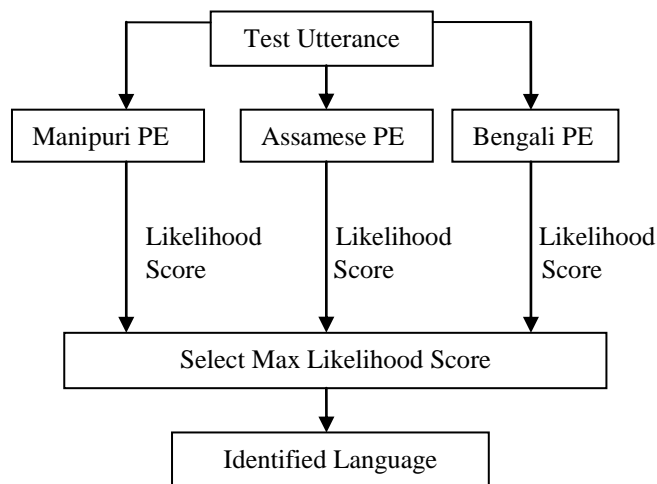 Test Utterance
Manipuri PE
Assamese PE
Bengali PE
Likelihood
Score
Likelihood
Score
Likelihood
Score
Select Max Likelihood Score
Identified Language